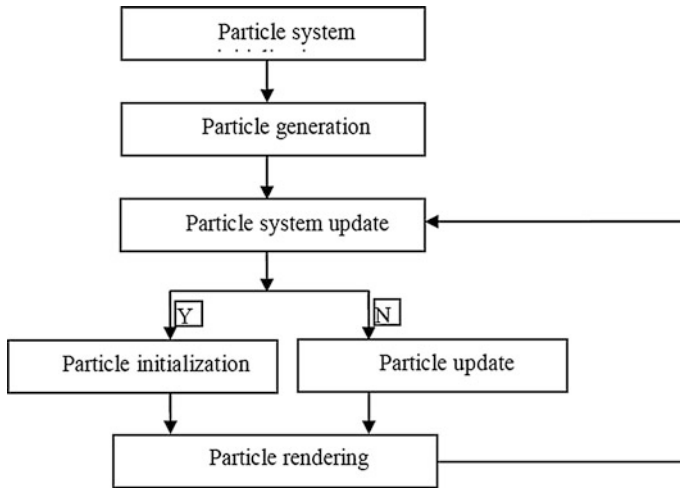 Particle system
Particle generation
Particle system update
Y
N
Particle initialization
Particle update
Particle rendering